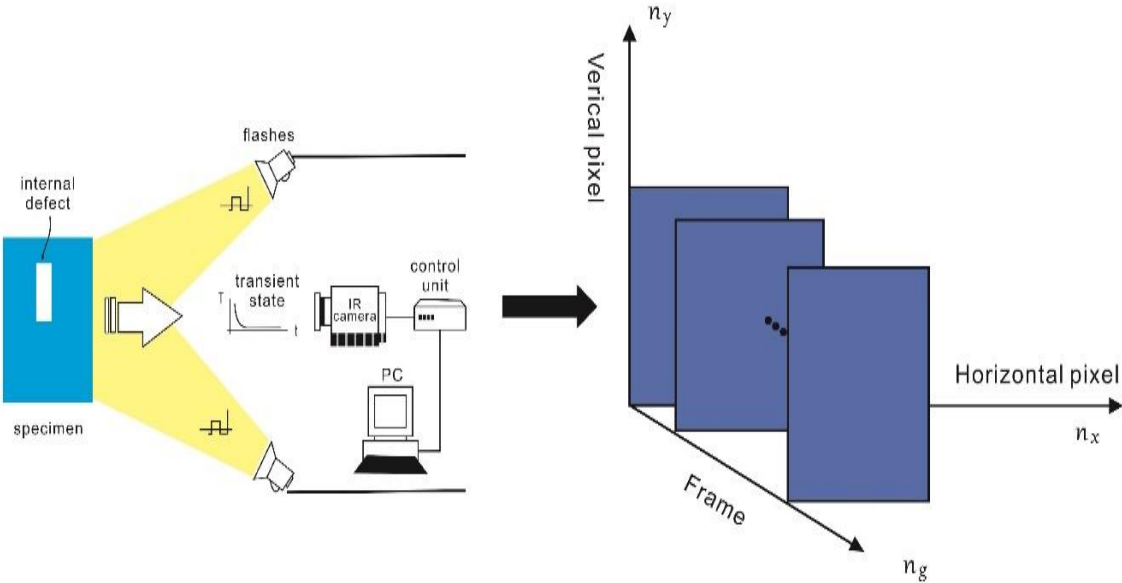 flashes
internal
defect
transient
state
T
t
IR
camera
control
unit
PC
specimen
n_y
Verical pixel
Horizontal pixel
n_x
Frame
n_g